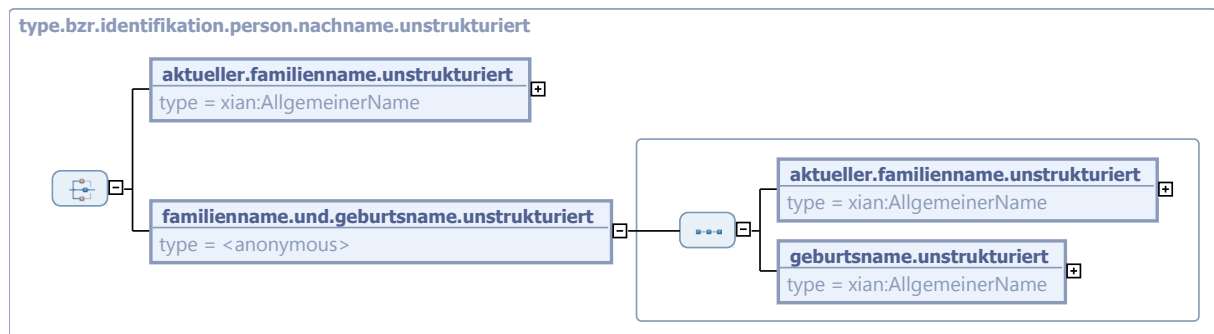 type.bzr.identifikation.person.nachname.unstrukturiert
aktueller.familienname.unstrukturiert
type = xian:AllgemeinerName
familienname.und.geburtsname.unstrukturiert
type = <anonymous>
aktueller.familienname.unstrukturiert
type = xian:AllgemeinerName
geburtsname.unstrukturiert
type = xian:AllgemeinerName